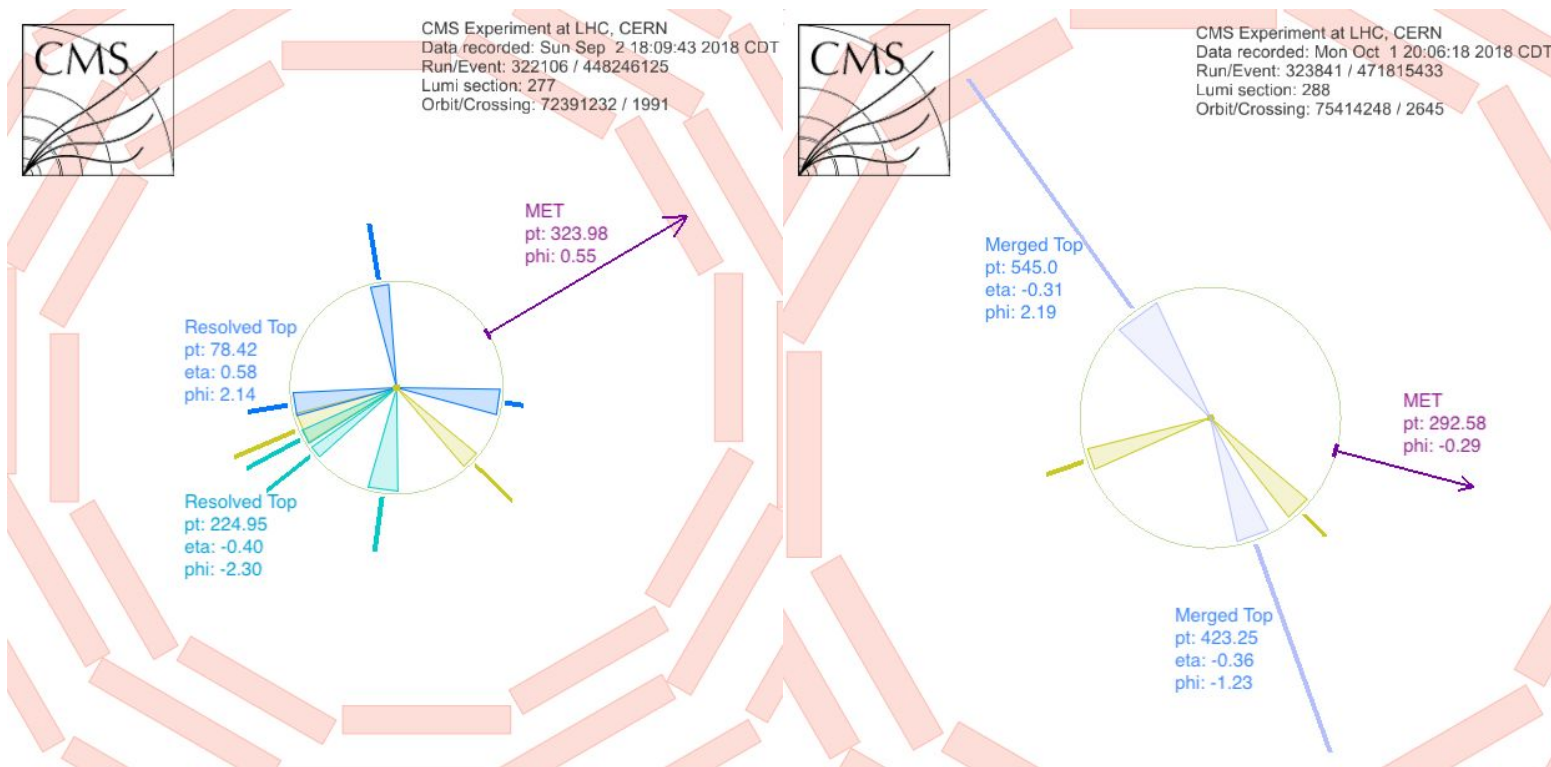 CMS
CMS Experiment at LHC, CERN
Data recorded: Sun Sep 2 18:09:43 2018 CDT
Run/Event: 322106 / 448246125
Lumi section: 277
Orbit/Crossing: 72391232 / 1991
MET
pt: 323.98
phi: 0.55
Resolved Top
pt: 78.42
eta: 0.58
phi: 2.14
Resolved Top
pt: 224.95
eta: -0.40
phi: -2.30
CMS
CMS Experiment at LHC, CERN
Data recorded: Mon Oct 1 20:06:18 2018 CDT
Run/Event: 323841 / 471815433
Lumi section: 288
Orbit/Crossing: 75414248 / 2645
Merged Top
pt: 545.0
eta: -0.31
phi: 2.19
MET
pt: 292.58
phi: -0.29
Merged Top
pt: 423.25
eta: -0.36
phi: -1.23